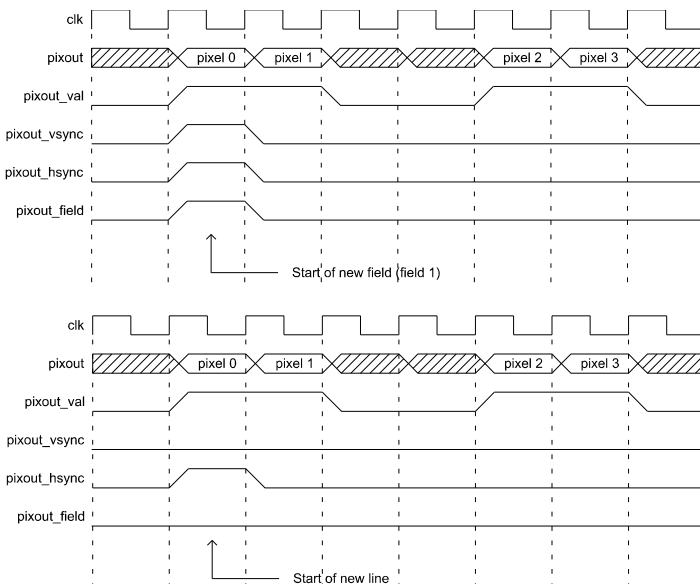 clk
pixout pixel 0 pixel 1 pixel 2 pixel 3
pixout_val
pixout_vsync
pixout_hsync
pixout_field
Start of new field (field 1)
clk
pixout pixel 0 pixel 1 pixel 2 pixel 3
pixout_val
pixout_vsync
pixout_hsync
pixout_field
Start of new line